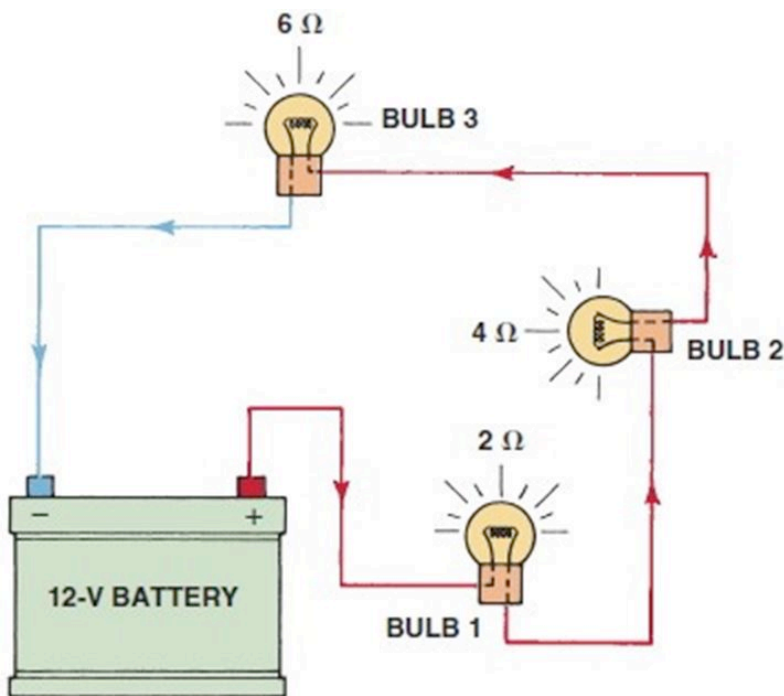 6 Ω
BULB 3
4 Ω
BULB 2
2 Ω
− +
12-V BATTERY
BULB 1